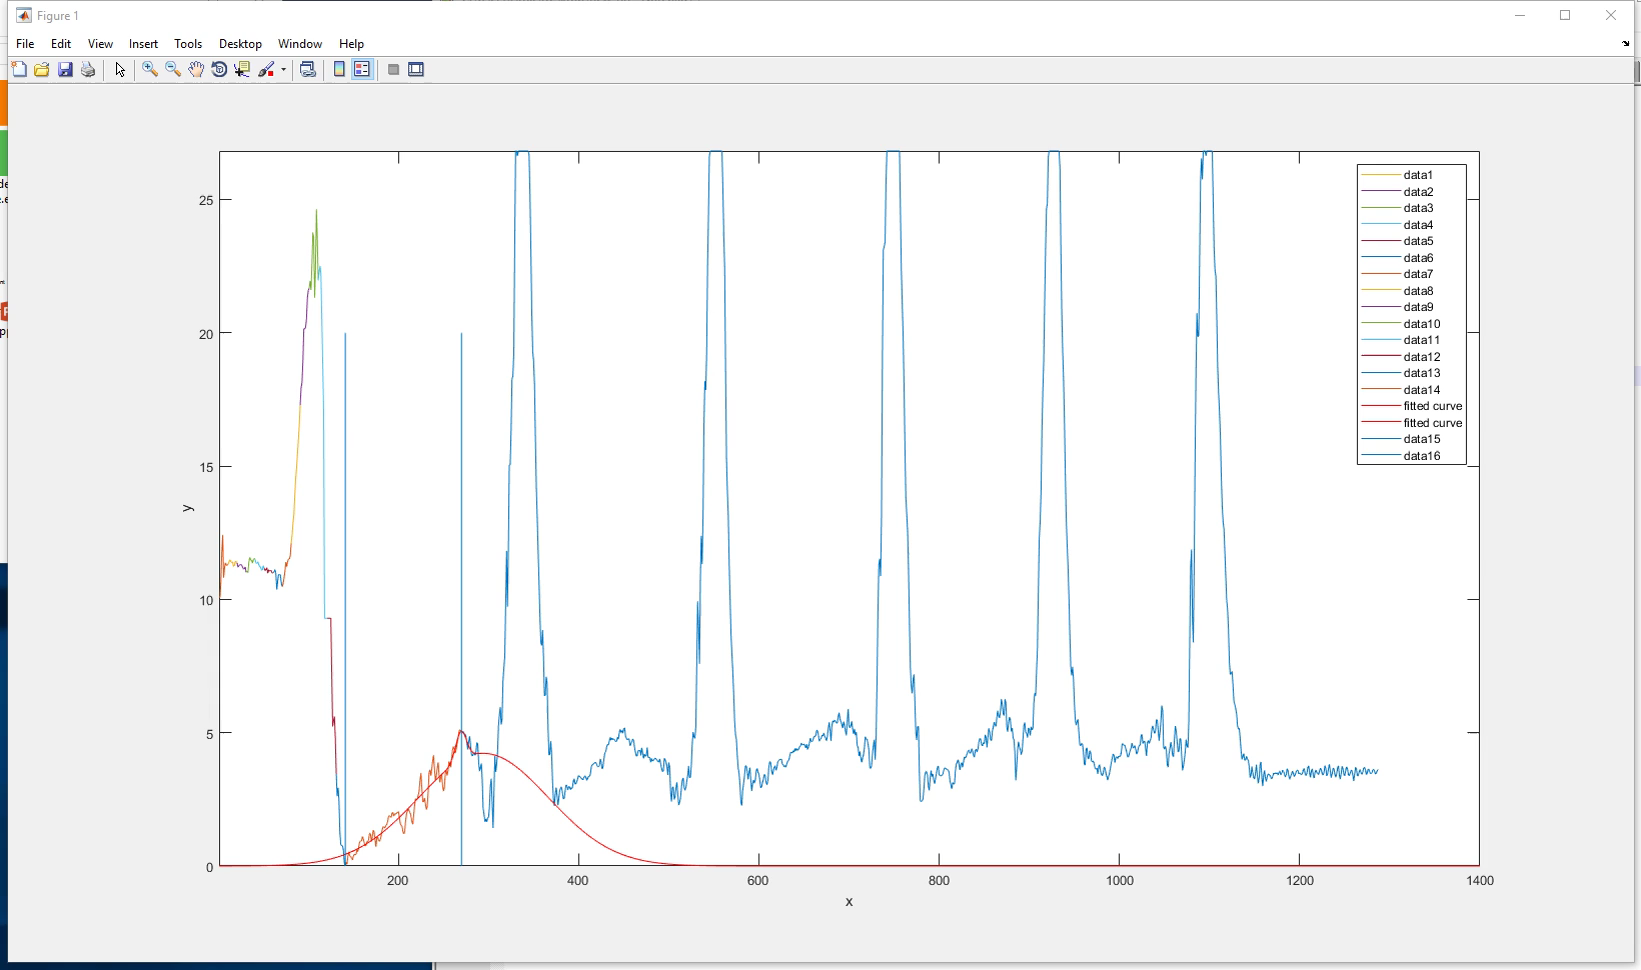 Figure 1
File Edit View Insert Tools Desktop Window Help
25
20
15
10
5
0
y
200 400 600 800 1000 1200 1400
x
data1
data2
data3
data4
data5
data6
data7
data8
data9
data10
data11
data12
data13
data14
fitted curve
fitted curve
data15
data16